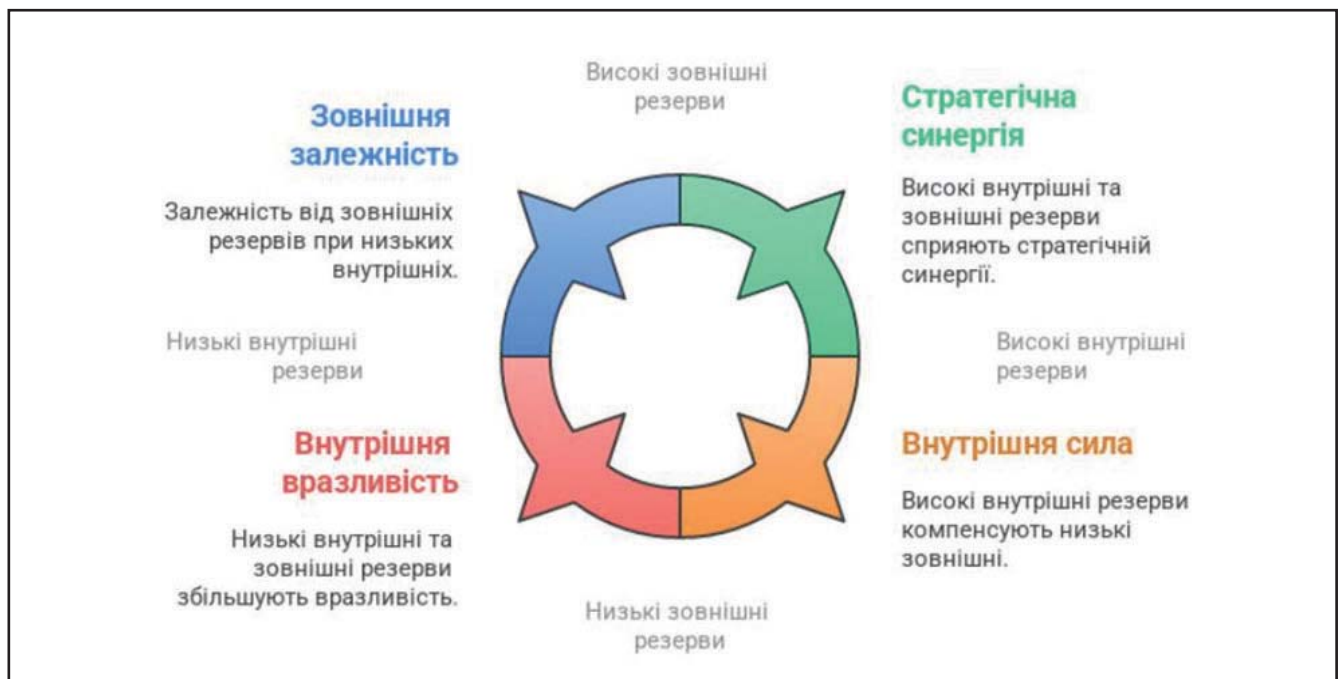 Високі зовнішні
резерви
Зовнішня
залежність
Залежність від зовнішніх
резервів при низьких
внутрішніх.
Стратегічна
синергія
Високі внутрішні та
зовнішні резерви
сприяють стратегічній
синергії.
Низькі внутрішні
резерви
Високі внутрішні
резерви
Внутрішня
вразливість
Низькі внутрішні та
зовнішні резерви
збільшують вразливість.
Внутрішня сила
Високі внутрішні резерви
компенсують низькі
зовнішні.
Низькі зовнішні
резерви